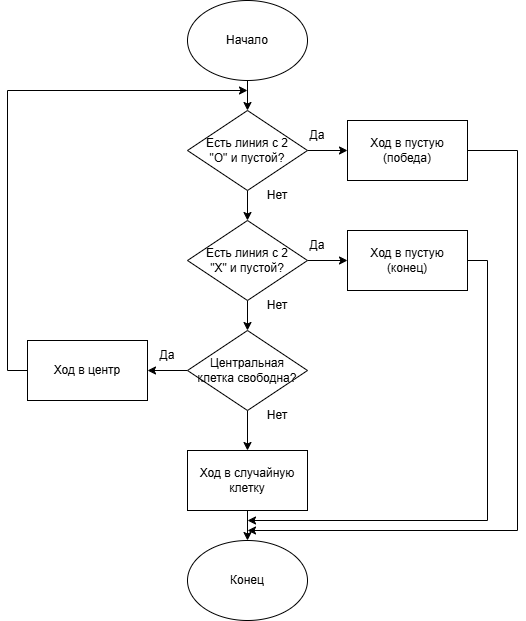 Начало
Есть линия с 2
"О" и пустой?
Да
Ход в пустую
(победа)
Нет
Есть линия с 2
"Х" и пустой?
Да
Ход в пустую
(конец)
Нет
Центральная
клетка свободна?
Да
Ход в центр
Нет
Ход в случайную
клетку
Конец